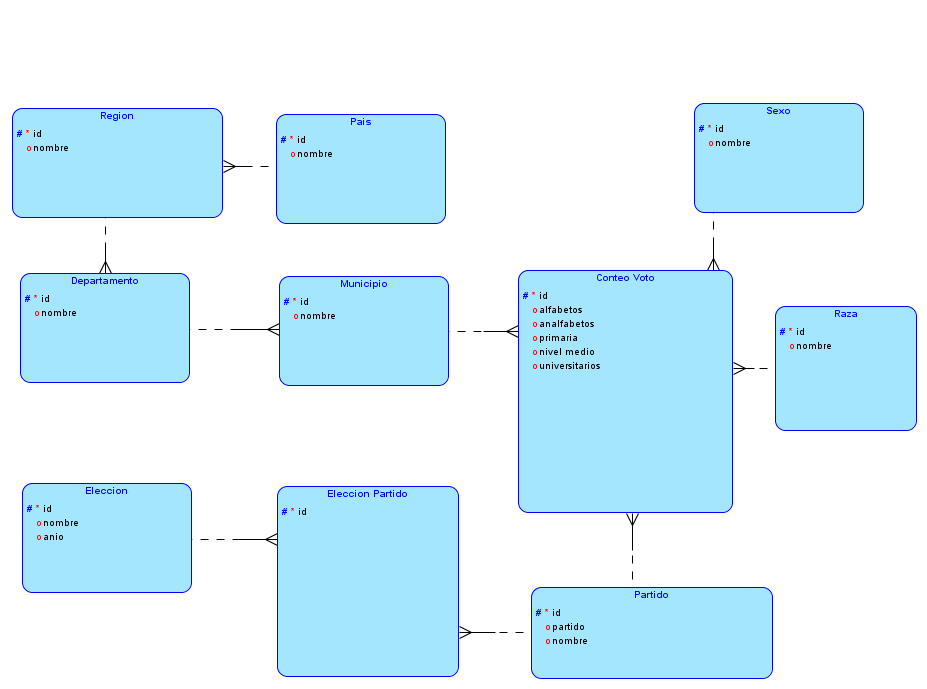 Region
# * id
o nombre
Pais
# * id
o nombre
Sexo
# * id
o nombre
Departamento
# * id
o nombre
Municipio
# * id
o nombre
Conteo Voto
# * id
o alfabetos
o analfabetos
o primaria
o nivel medio
o universitarios
Raza
# * id
o nombre
Eleccion
# * id
o nombre
o anio
Eleccion Partido
# * id
Partido
# * id
o partido
o nombre